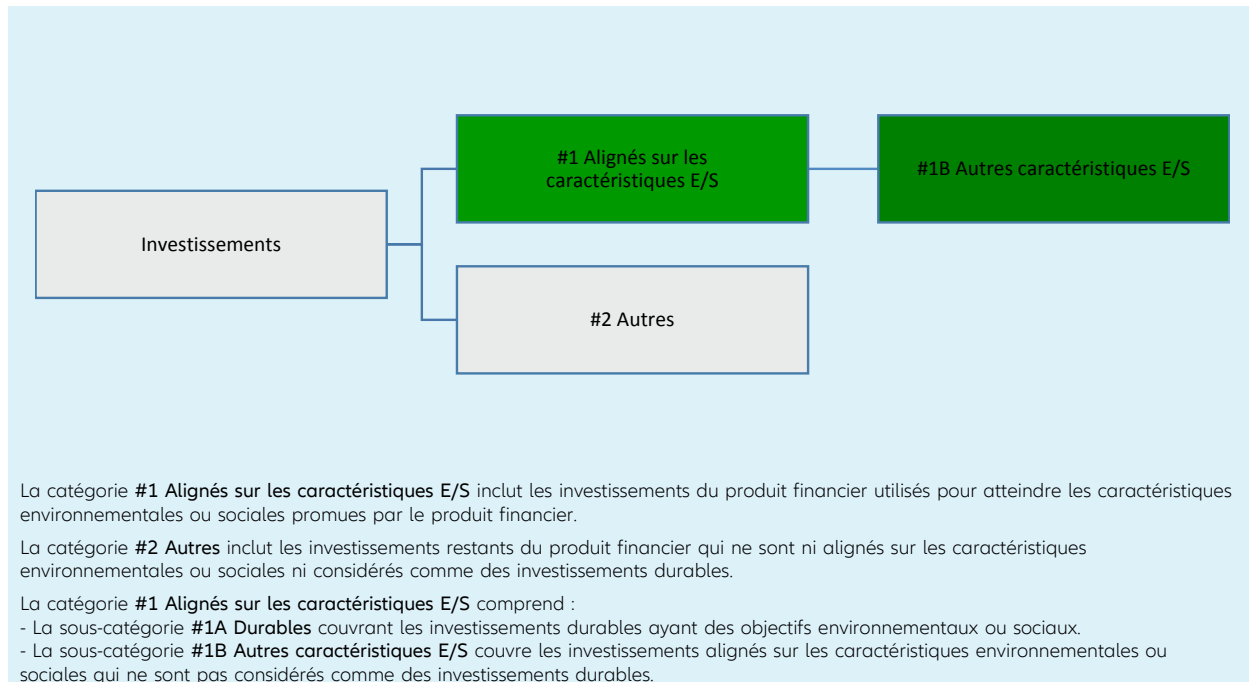 #1 Alignés sur les
caractéristiques E/S
#1B Autres caractéristiques E/S
Investissements
#2 Autres
La catégorie #1 Alignés sur les caractéristiques E/S inclut les investissements du produit financier utilisés pour atteindre les caractéristiques
environnementales ou sociales promues par le produit financier.
La catégorie #2 Autres inclut les investissements restants du produit financier qui ne sont ni alignés sur les caractéristiques
environnementales ou sociales ni considérés comme des investissements durables.
La catégorie #1 Alignés sur les caractéristiques E/S comprend :
- La sous-catégorie #1A Durables couvrant les investissements durables ayant des objectifs environnementaux ou sociaux.
- La sous-catégorie #1B Autres caractéristiques E/S couvre les investissements alignés sur les caractéristiques environnementales ou
sociales qui ne sont pas considérés comme des investissements durables.